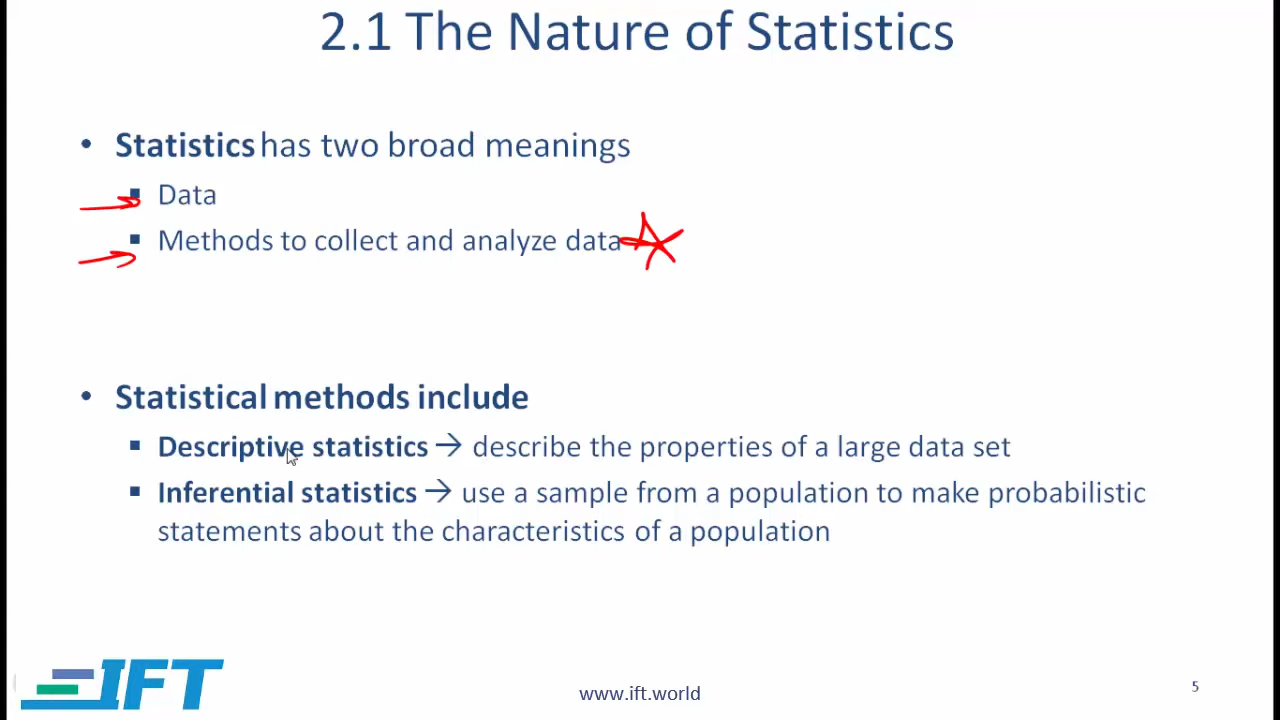 2.1 The Nature of Statistics
• Statistics has two broad meanings
▪ Data
▪ Methods to collect and analyze data
• Statistical methods include
▪ Descriptive statistics → describe the properties of a large data set
▪ Inferential statistics → use a sample from a population to make probabilistic
statements about the characteristics of a population
IFT
www.ift.world
5